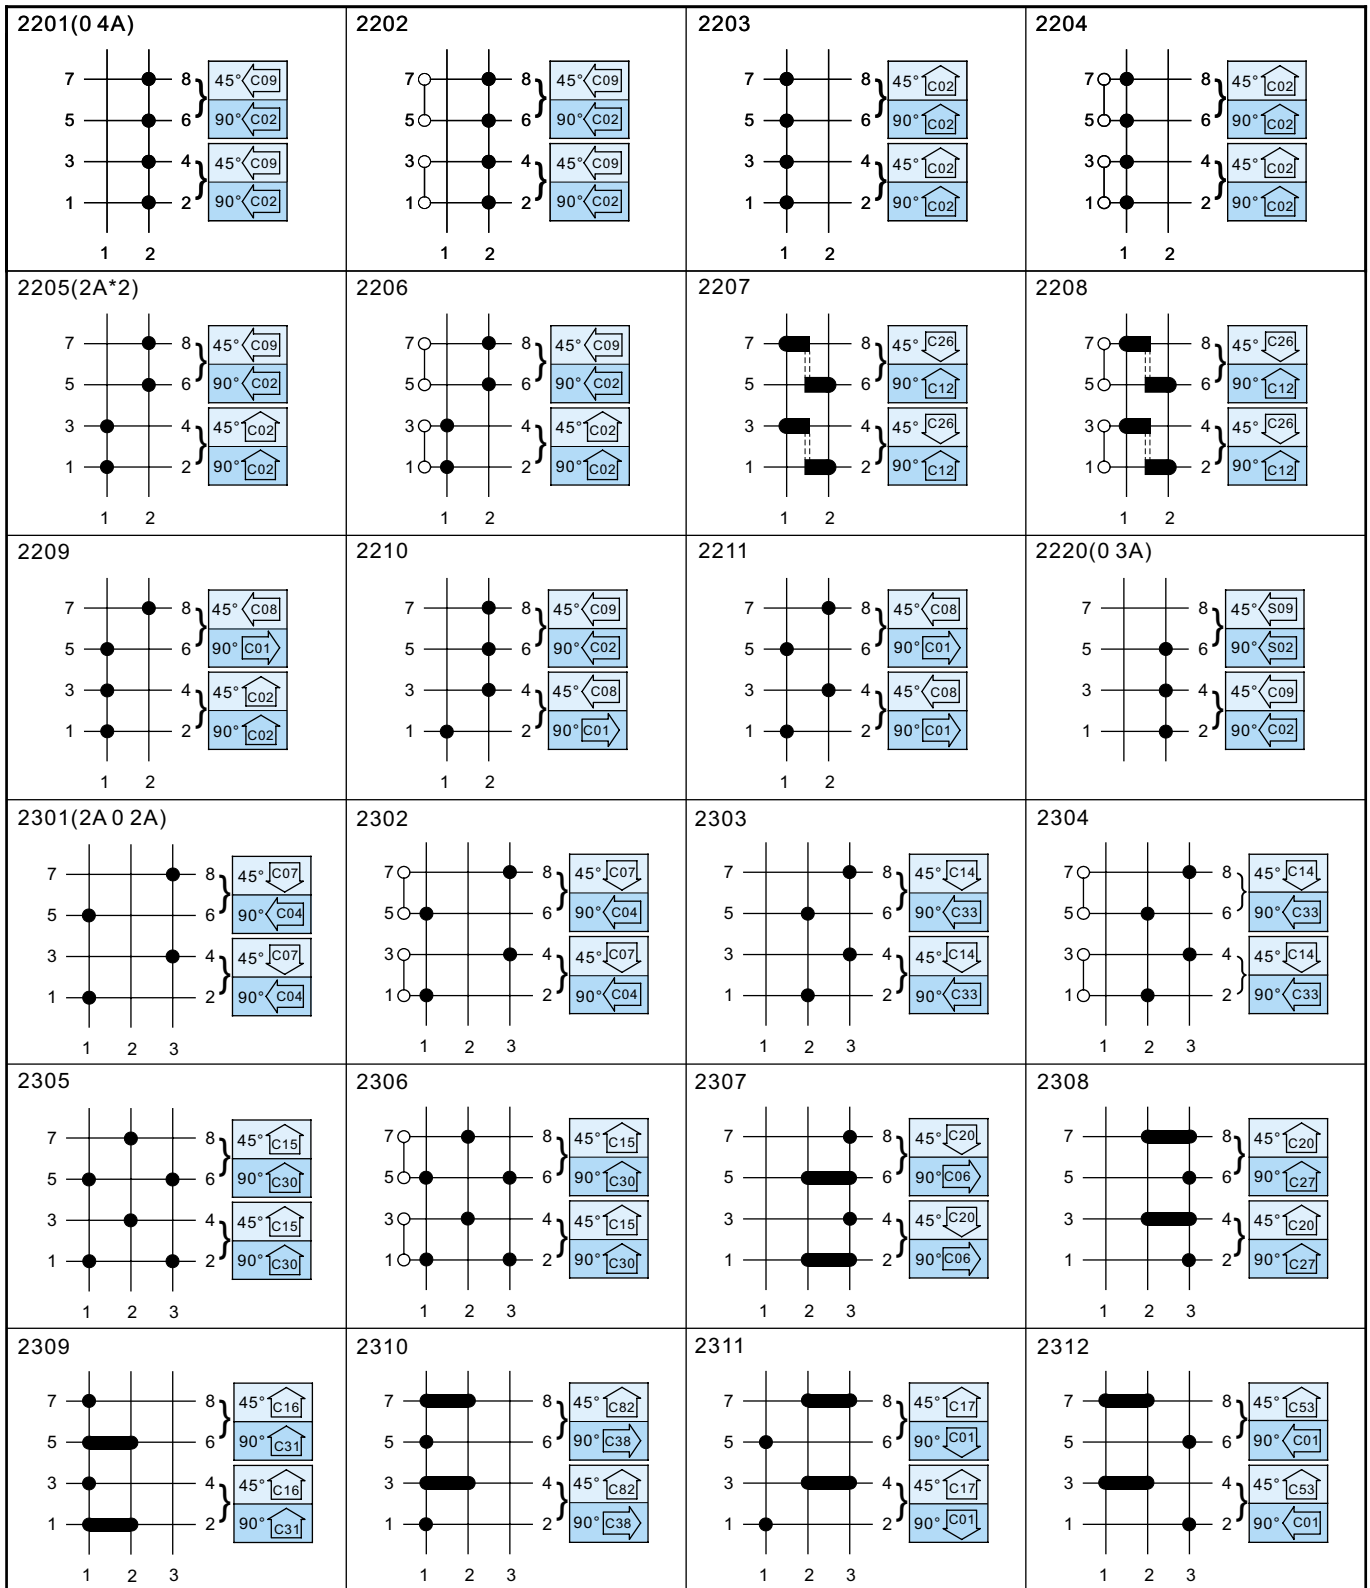 2201(0 4A)
7 8 45° C09
5 6 90° C02
3 4 45° C09
1 2 90° C02
1 2
2202
7 8 45° C09
5 6 90° C02
3 4 45° C09
1 2 90° C02
1 2
2203
7 8 45° C02
5 6 90° C02
3 4 45° C02
1 2 90° C02
1 2
2204
7 8 45° C02
5 6 90° C02
3 4 45° C02
1 2 90° C02
1 2
2205(2A*2)
7 8 45° C09
5 6 90° C02
3 4 45° C02
1 2 90° C02
1 2
2206
7 8 45° C09
5 6 90° C02
3 4 45° C02
1 2 90° C02
1 2
2207
7 8 45° C26
5 6 90° C12
3 4 45° C26
1 2 90° C12
1 2
2208
7 8 45° C26
5 6 90° C12
3 4 45° C26
1 2 90° C12
1 2
2209
7 8 45° C08
5 6 90° C01
3 4 45° C02
1 2 90° C02
1 2
2210
7 8 45° C09
5 6 90° C02
3 4 45° C08
1 2 90° C01
1 2
2211
7 8 45° C08
5 6 90° C01
3 4 45° C08
1 2 90° C01
1 2
2220(0 3A)
7 8 45° S09
5 6 90° S02
3 4 45° C09
1 2 90° C02
2301(2A 0 2A)
7 8 45° C07
5 6 90° C04
3 4 45° C07
1 2 90° C04
1 2 3
2302
7 8 45° C07
5 6 90° C04
3 4 45° C07
1 2 90° C04
1 2 3
2303
7 8 45° C14
5 6 90° C33
3 4 45° C14
1 2 90° C33
1 2 3
2304
7 8 45° C14
5 6 90° C33
3 4 45° C14
1 2 90° C33
1 2 3
2305
7 8 45° C15
5 6 90° C30
3 4 45° C15
1 2 90° C30
1 2 3
2306
7 8 45° C15
5 6 90° C30
3 4 45° C15
1 2 90° C30
1 2 3
2307
7 8 45° C20
5 6 90° C06
3 4 45° C20
1 2 90° C06
1 2 3
2308
7 8 45° C20
5 6 90° C27
3 4 45° C20
1 2 90° C27
1 2 3
2309
7 8 45° C16
5 6 90° C31
3 4 45° C16
1 2 90° C31
1 2 3
2310
7 8 45° C82
5 6 90° C38
3 4 45° C82
1 2 90° C38
1 2 3
2311
7 8 45° C17
5 6 90° C01
3 4 45° C17
1 2 90° C01
1 2 3
2312
7 8 45° C53
5 6 90° C01
3 4 45° C53
1 2 90° C01
1 2 3